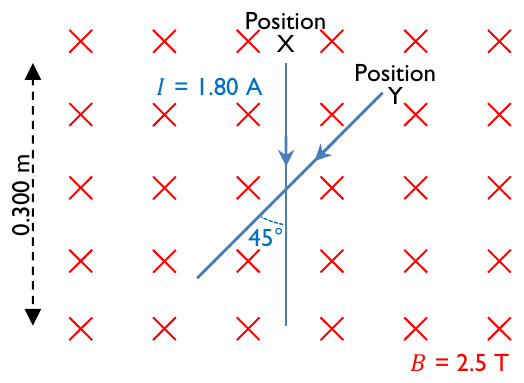 Position
X
I = 1.80 A
Position
Y
0.300 m
45°
B = 2.5 T